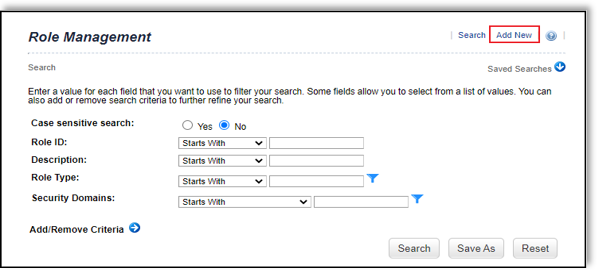 Role Management
Search Add New
Search
Saved Searches
Enter a value for each field that you want to use to filter your search. Some fields allow you to select from a list of values. You can
also add or remove search criteria to further refine your search.
Case sensitive search: Yes No
Role ID: Starts With
Description: Starts With
Role Type: Starts With
Security Domains: Starts With
Add/Remove Criteria
Search Save As Reset